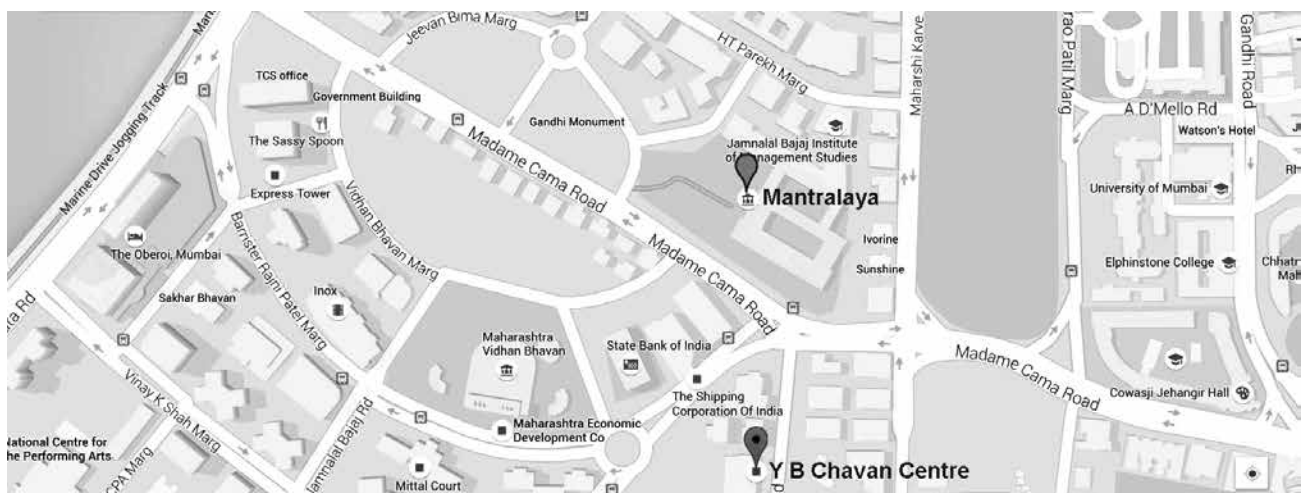 Jeevan Bima Marg
HT Parekh Marg
Maharshi Karve
rao Patil Marg
Gandhi Road
Marine Drive Jogging Track
TCS office
Government Building
The Sassy Spoon
Express Tower
Gandhi Monument
Madame Cama Road
Jamnalal Bajaj Institute
of Management Studies
Mantralaya
A D'Mello Rd
Watson's Hotel
University of Mumbai
Elphinstone College
Vidhan Bhavan Marg
Barrister Rajni Patel Marg
The Oberoi, Mumbai
Sakhar Bhavan
Inox
Ivorine
Sunshine
Madame Cama Road
Maharashtra
Vidhan Bhavan
State Bank of India
The Shipping
Corporation Of India
Madame Cama Road
Cowasji Jehangir Hall
Vinay K Shah Marg
Maharashtra Economic
Development Co
National Centre for
he Performing Arts
CPA Marg
Jamnalal Bajaj Rd
Mittal Court
Y B Chavan Centre